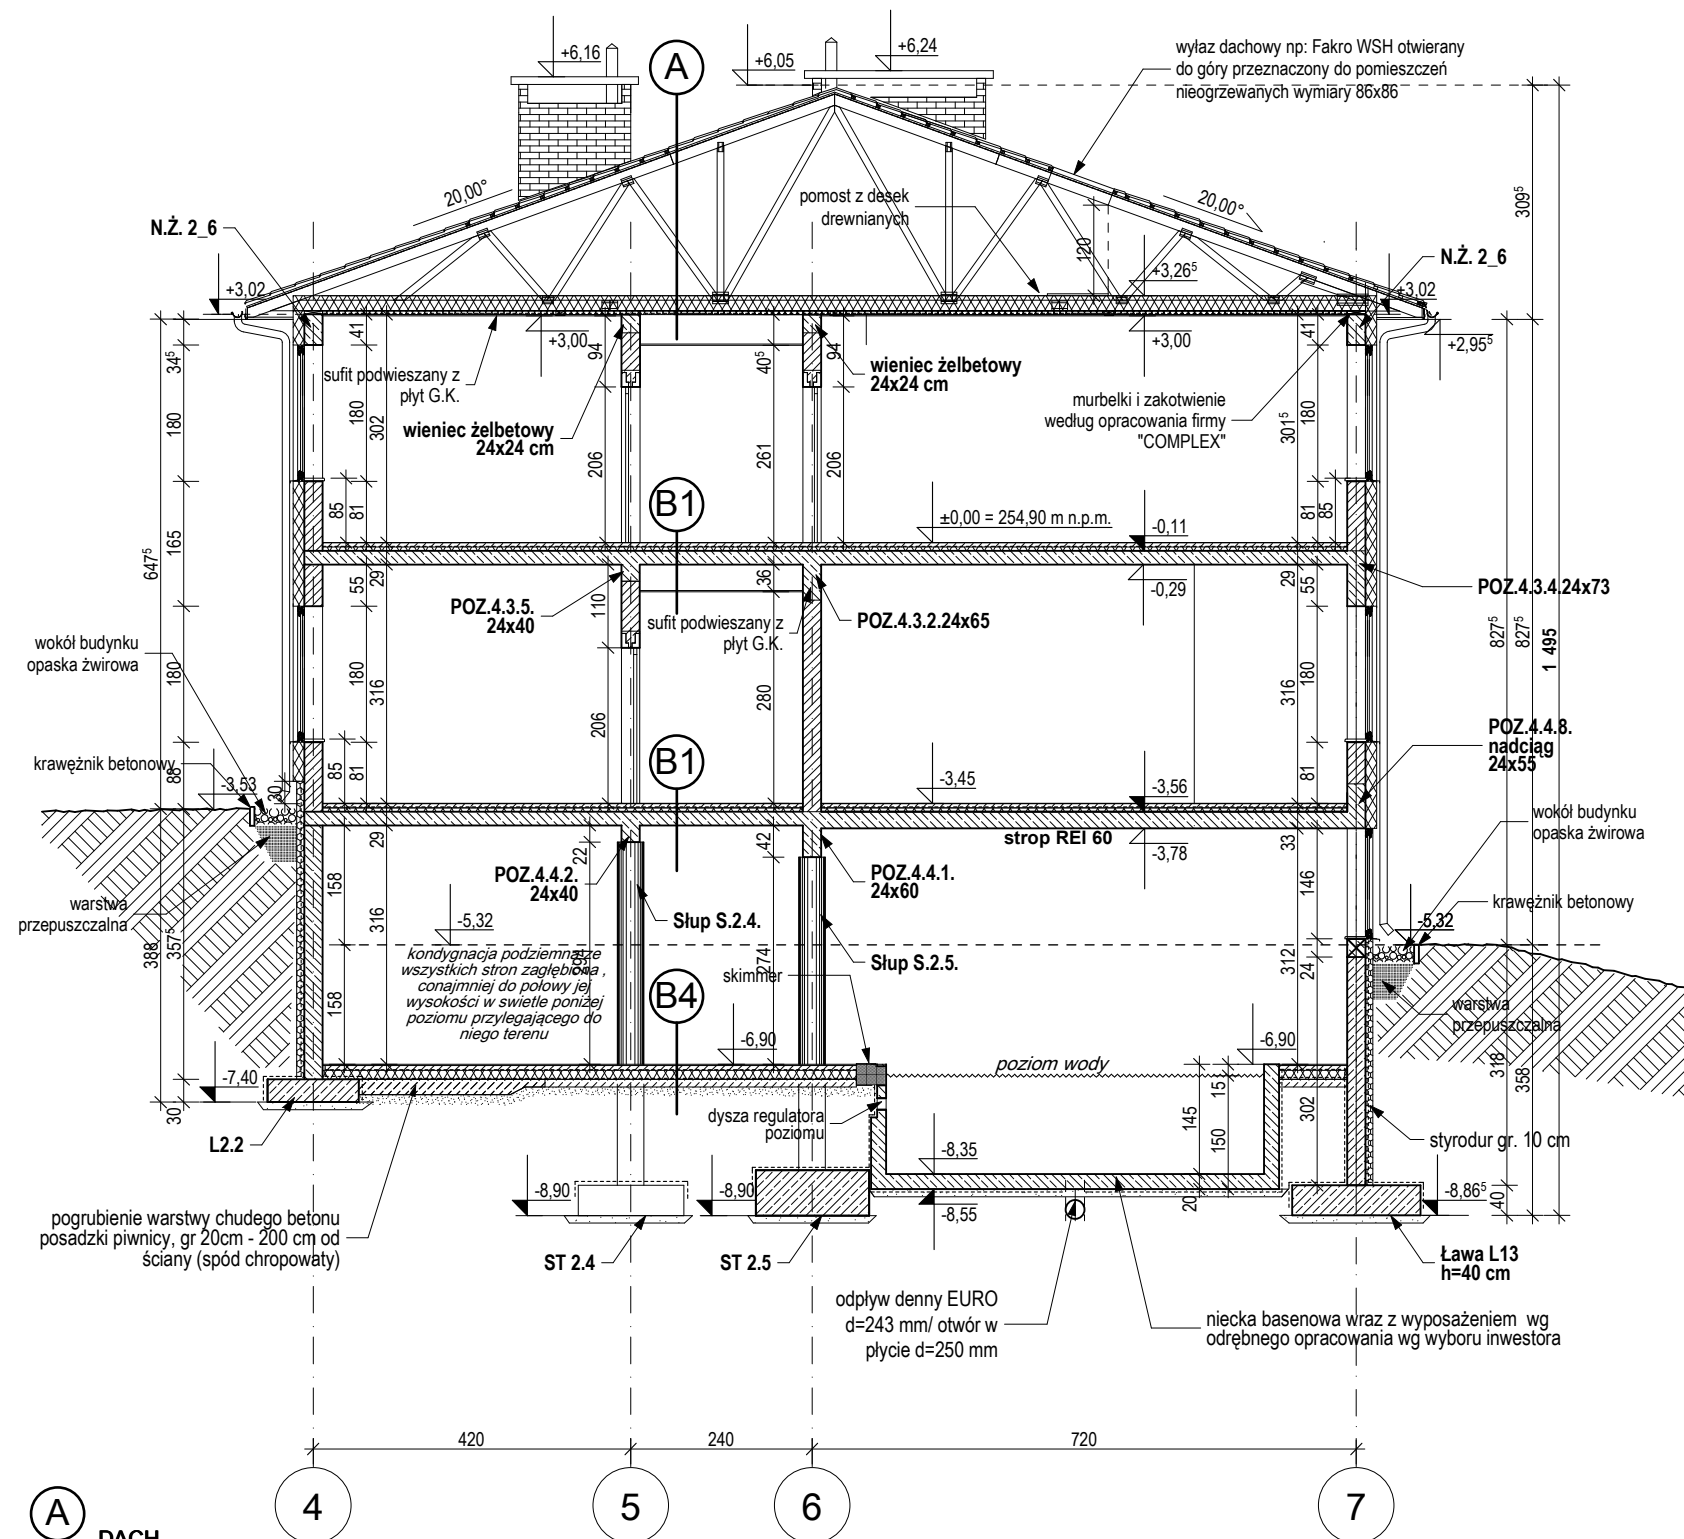 +6,16
A
+6,05
+6,24
wyłaz dachowy np: Fakro WSH otwierany
do góry przeznaczony do pomieszczeń
nieogrzewanych wymiary 86x86
20,00°
pomost z desek
drewnianych
20,00°
309⁵
120
N.Ż. 2_6
N.Ż. 2_6
+3,02
+3,26⁵
+3,02
+3,00
+3,00
+2,95⁵
34⁵
41
94
40⁵
94
41
sufit podwieszany z
płyt G.K.
wieniec żelbetowy
24x24 cm
wieniec żelbetowy
24x24 cm
murbelki i zakotwienie
według opracowania firmy
"COMPLEX"
180
180
302
206
261
206
301⁵
180
B1
±0,00 = 254,90 m n.p.m.
-0,11
85
81
81
85
165
647⁵
55
29
110
36
-0,29
29
55
POZ.4.3.5.
24x40
sufit podwieszany z
płyt G.K.
POZ.4.3.2.24x65
POZ.4.3.4.24x73
wokół budynku
opaska żwirowa
827⁵
827⁵
1 495
180
180
316
206
280
316
180
POZ.4.4.8.
nadciąg
24x55
krawężnik betonowy
-3,53
88
30
85
81
B1
-3,45
-3,56
81
wokół budynku
opaska żwirowa
29
22
42
strop REI 60
-3,78
33
POZ.4.4.2.
24x40
POZ.4.4.1.
24x60
warstwa
przepuszczalna
158
316
Słup S.2.4.
146
krawężnik betonowy
-5,32
-5,32
388
357⁵
kondygnacja podziemna ze
wszystkich stron zagłębiona ,
conajmniej do połowy jej
wysokości w swietle poniżej
poziomu przylegającego do
niego terenu
274
Słup S.2.5.
skimmer
312
24
B4
158
warstwa
przepuszczalna
-6,90
-6,90
poziom wody
318
358
-7,40
30
L2.2
dysza regulatora
poziomu
145
15
150
302
styrodur gr. 10 cm
-8,35
-8,90
-8,90
-8,55
20
-8,86⁵
40
pogrubienie warstwy chudego betonu
posadzki piwnicy, gr 20cm - 200 cm od
ściany (spód chropowaty)
ST 2.4
ST 2.5
Ława L13
h=40 cm
odpływ denny EURO
d=243 mm/ otwór w
płycie d=250 mm
niecka basenowa wraz z wyposażeniem wg
odrębnego opracowania wg wyboru inwestora
420
240
720
4
5
6
7
A
DACH